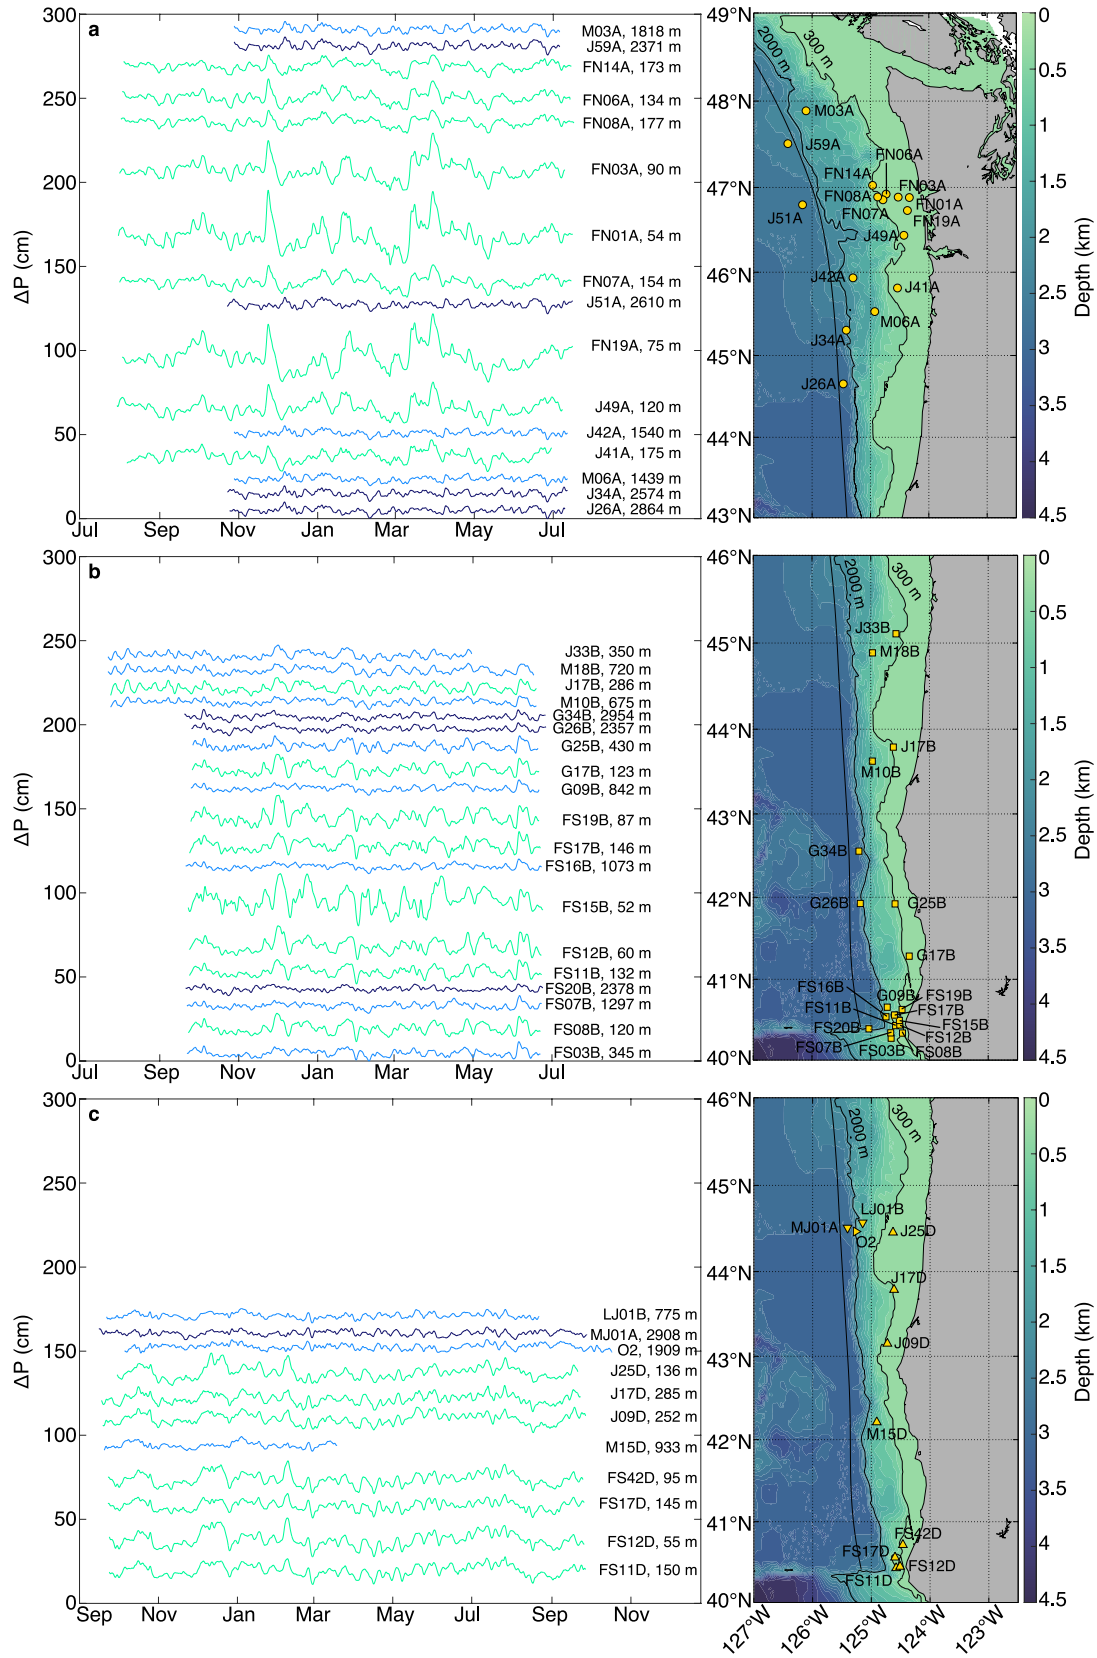 a
300
250
200
150
100
50
0
ΔP (cm)
M03A, 1818 m
J59A, 2371 m
FN14A, 173 m
FN06A, 134 m
FN08A, 177 m
FN03A, 90 m
FN01A, 54 m
FN07A, 154 m
J51A, 2610 m
FN19A, 75 m
J49A, 120 m
J42A, 1540 m
J41A, 175 m
M06A, 1439 m
J34A, 2574 m
J26A, 2864 m
Jul Sep Nov Jan Mar May Jul
49°N
48°N
47°N
46°N
45°N
44°N
43°N
2000 m
300 m
M03A
J59A
FN06A
FN14A
FN03A
FN08A
FN01A
J51A
FN07A
FN19A
J49A
J42A
J41A
M06A
J34A
J26A
0
0.5
1
1.5
2
2.5
3
3.5
4
4.5
Depth (km)
b
300
250
200
150
100
50
0
ΔP (cm)
J33B, 350 m
M18B, 720 m
J17B, 286 m
M10B, 675 m
G34B, 2954 m
G26B, 2357 m
G25B, 430 m
G17B, 123 m
G09B, 842 m
FS19B, 87 m
FS17B, 146 m
FS16B, 1073 m
FS15B, 52 m
FS12B, 60 m
FS11B, 132 m
FS20B, 2378 m
FS07B, 1297 m
FS08B, 120 m
FS03B, 345 m
Jul Sep Nov Jan Mar May Jul
46°N
45°N
44°N
43°N
42°N
41°N
40°N
2000 m
300 m
J33B
M18B
J17B
M10B
G34B
G26B
G25B
G17B
FS16B
G09B
FS19B
FS11B
FS17B
FS20B
FS15B
FS12B
FS07B
FS03B
FS08B
0
0.5
1
1.5
2
2.5
3
3.5
4
4.5
Depth (km)
c
300
250
200
150
100
50
0
ΔP (cm)
LJ01B, 775 m
MJ01A, 2908 m
O2, 1909 m
J25D, 136 m
J17D, 285 m
J09D, 252 m
M15D, 933 m
FS42D, 95 m
FS17D, 145 m
FS12D, 55 m
FS11D, 150 m
Sep Nov Jan Mar May Jul Sep Nov
46°N
45°N
44°N
43°N
42°N
41°N
40°N
2000 m
300 m
LJ01B
MJ01A
J25D
O2
J17D
J09D
M15D
FS42D
FS17D
FS12D
FS11D
127°W
126°W
125°W
124°W
123°W
0
0.5
1
1.5
2
2.5
3
3.5
4
4.5
Depth (km)